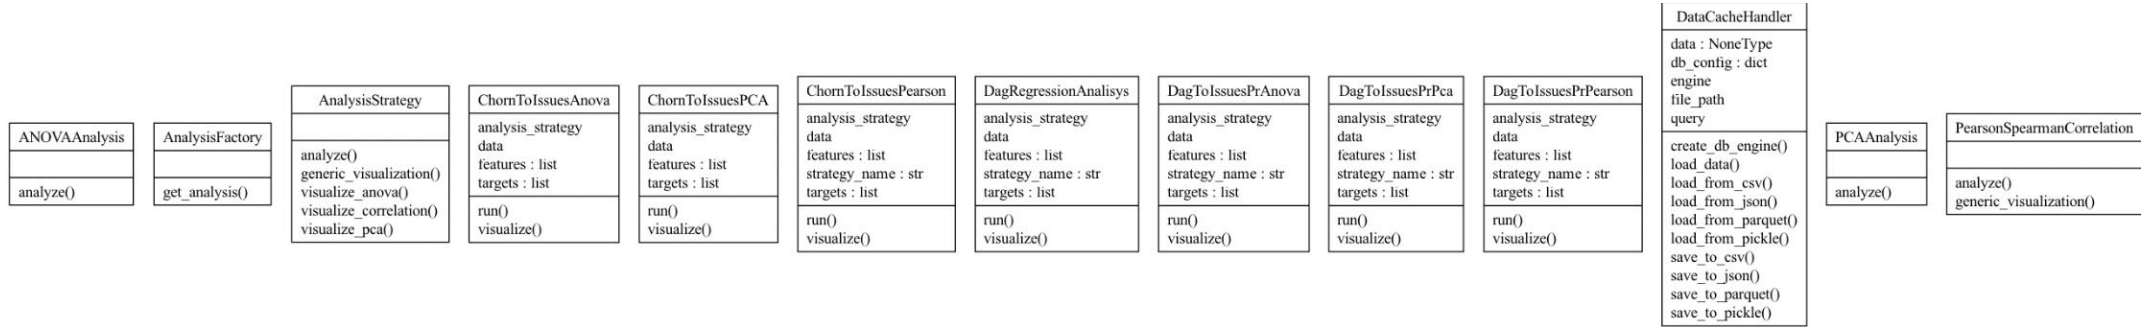 ANOVAAnalysis
analyze()
AnalysisFactory
get_analysis()
AnalysisStrategy
analyze()
generic_visualization()
visualize_anova()
visualize_correlation()
visualize_pca()
ChornToIssuesAnova
analysis_strategy
data
features : list
targets : list
run()
visualize()
ChornToIssuesPCA
analysis_strategy
data
features : list
targets : list
run()
visualize()
ChornToIssuesPearson
analysis_strategy
data
features : list
strategy_name : str
targets : list
run()
visualize()
DagRegressionAnalisys
analysis_strategy
data
features : list
strategy_name : str
targets : list
run()
visualize()
DagToIssuesPrAnova
analysis_strategy
data
features : list
strategy_name : str
targets : list
run()
visualize()
DagToIssuesPrPca
analysis_strategy
data
features : list
strategy_name : str
targets : list
run()
visualize()
DagToIssuesPrPearson
analysis_strategy
data
features : list
strategy_name : str
targets : list
run()
visualize()
DataCacheHandler
data : NoneType
db_config : dict
engine
file_path
query
create_db_engine()
load_data()
load_from_csv()
load_from_json()
load_from_parquet()
load_from_pickle()
save_to_csv()
save_to_json()
save_to_parquet()
save_to_pickle()
PCAAnalysis
analyze()
PearsonSpearmanCorrelation
analyze()
generic_visualization()